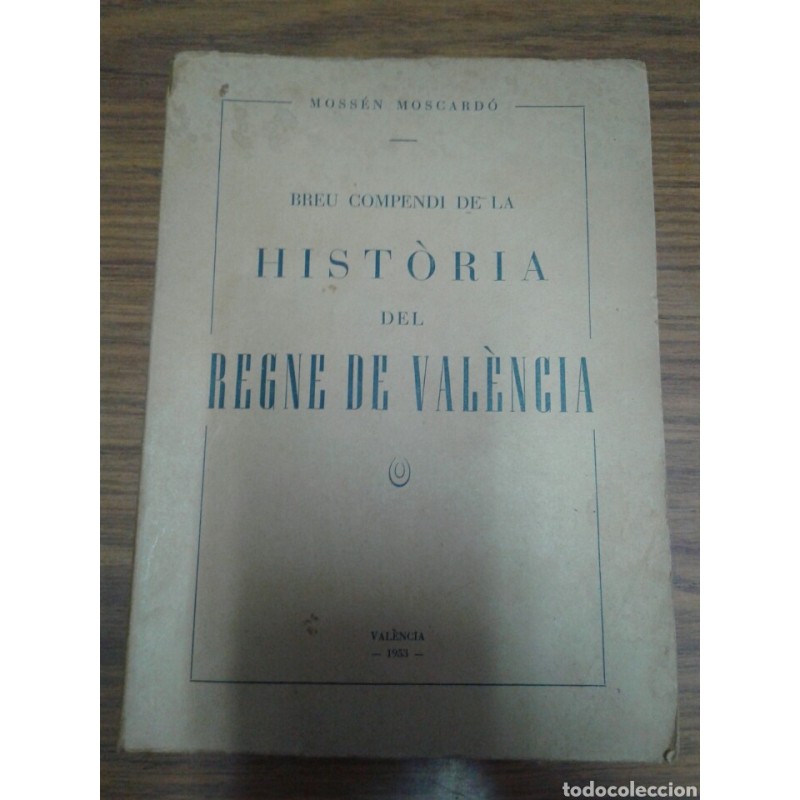 MOSSÉN MOSCARDÓ
BREU COMPENDI DE LA
HISTÒRIA
DEL
REGNE DE VALÈNCIA
VALÈNCIA
— 1953 —
todocoleccion